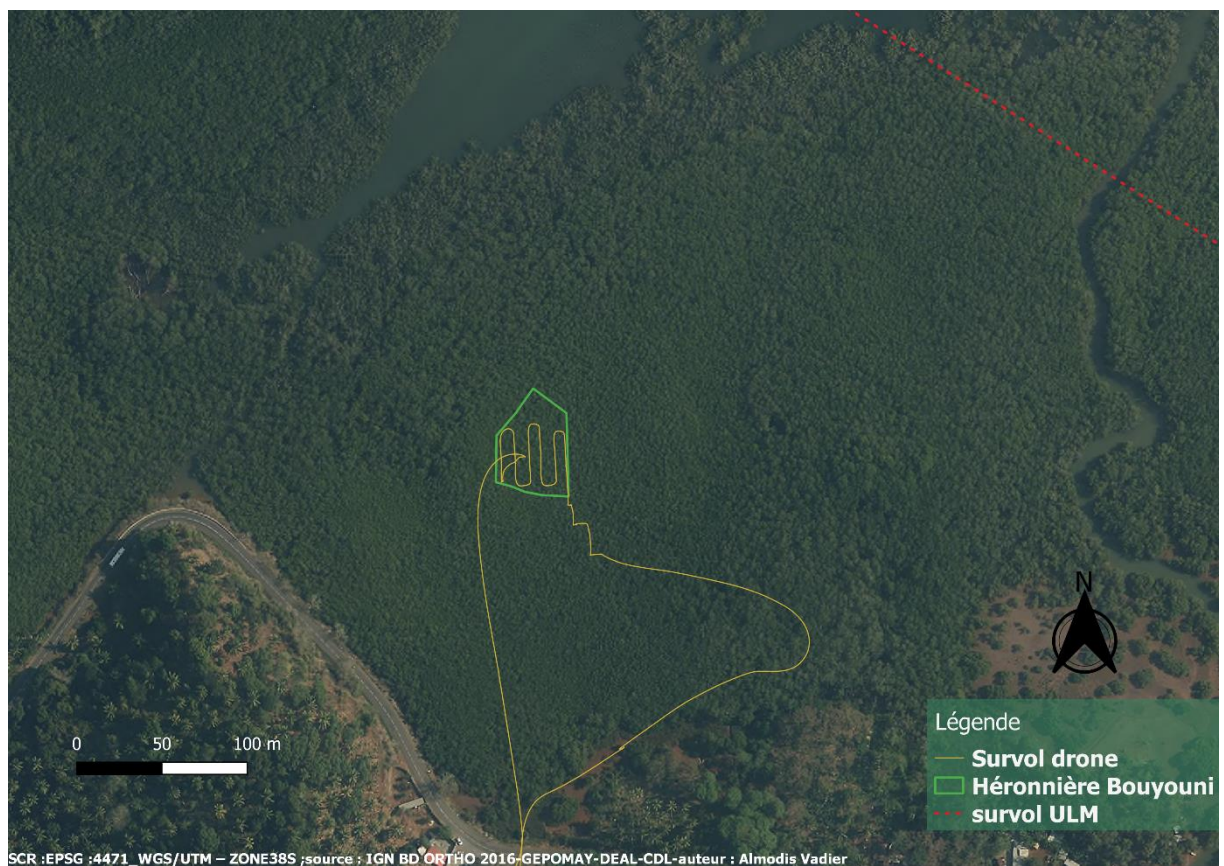 N
Légende
Survol drone
Héronnière Bouyouni
survol ULM
0 50 100 m
SCR :EPSG :4471_WGS/UTM – ZONE38S ;source : IGN BD ORTHO 2016-GEPOMAY-DEAL-CDL-auteur : Almodis Vadier